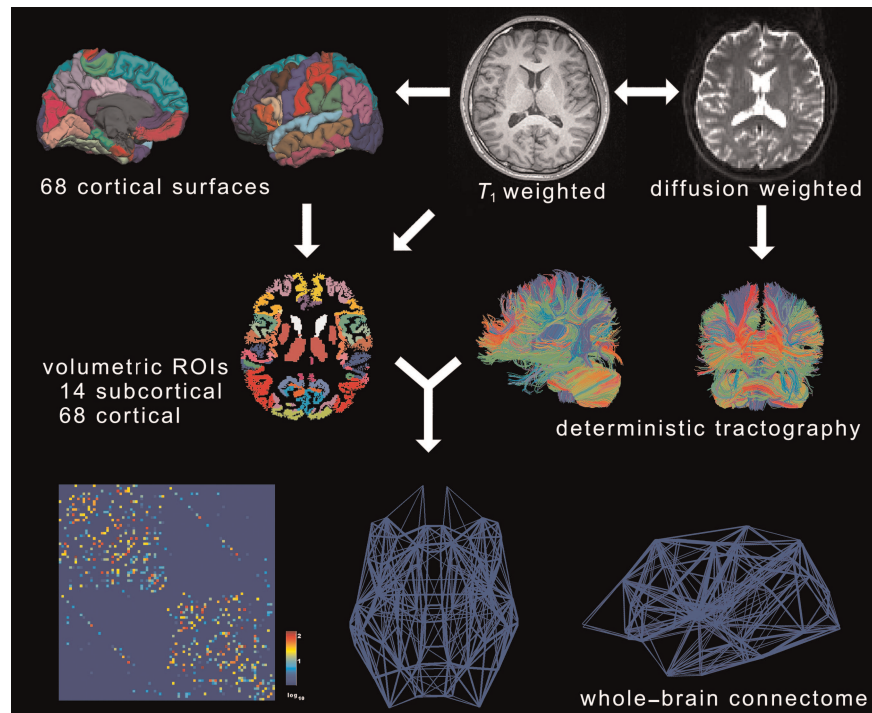 68 cortical surfaces
T1 weighted
diffusion weighted
volumetric ROIs
14 subcortical
68 cortical
deterministic tractography
2
1
log10
whole–brain connectome